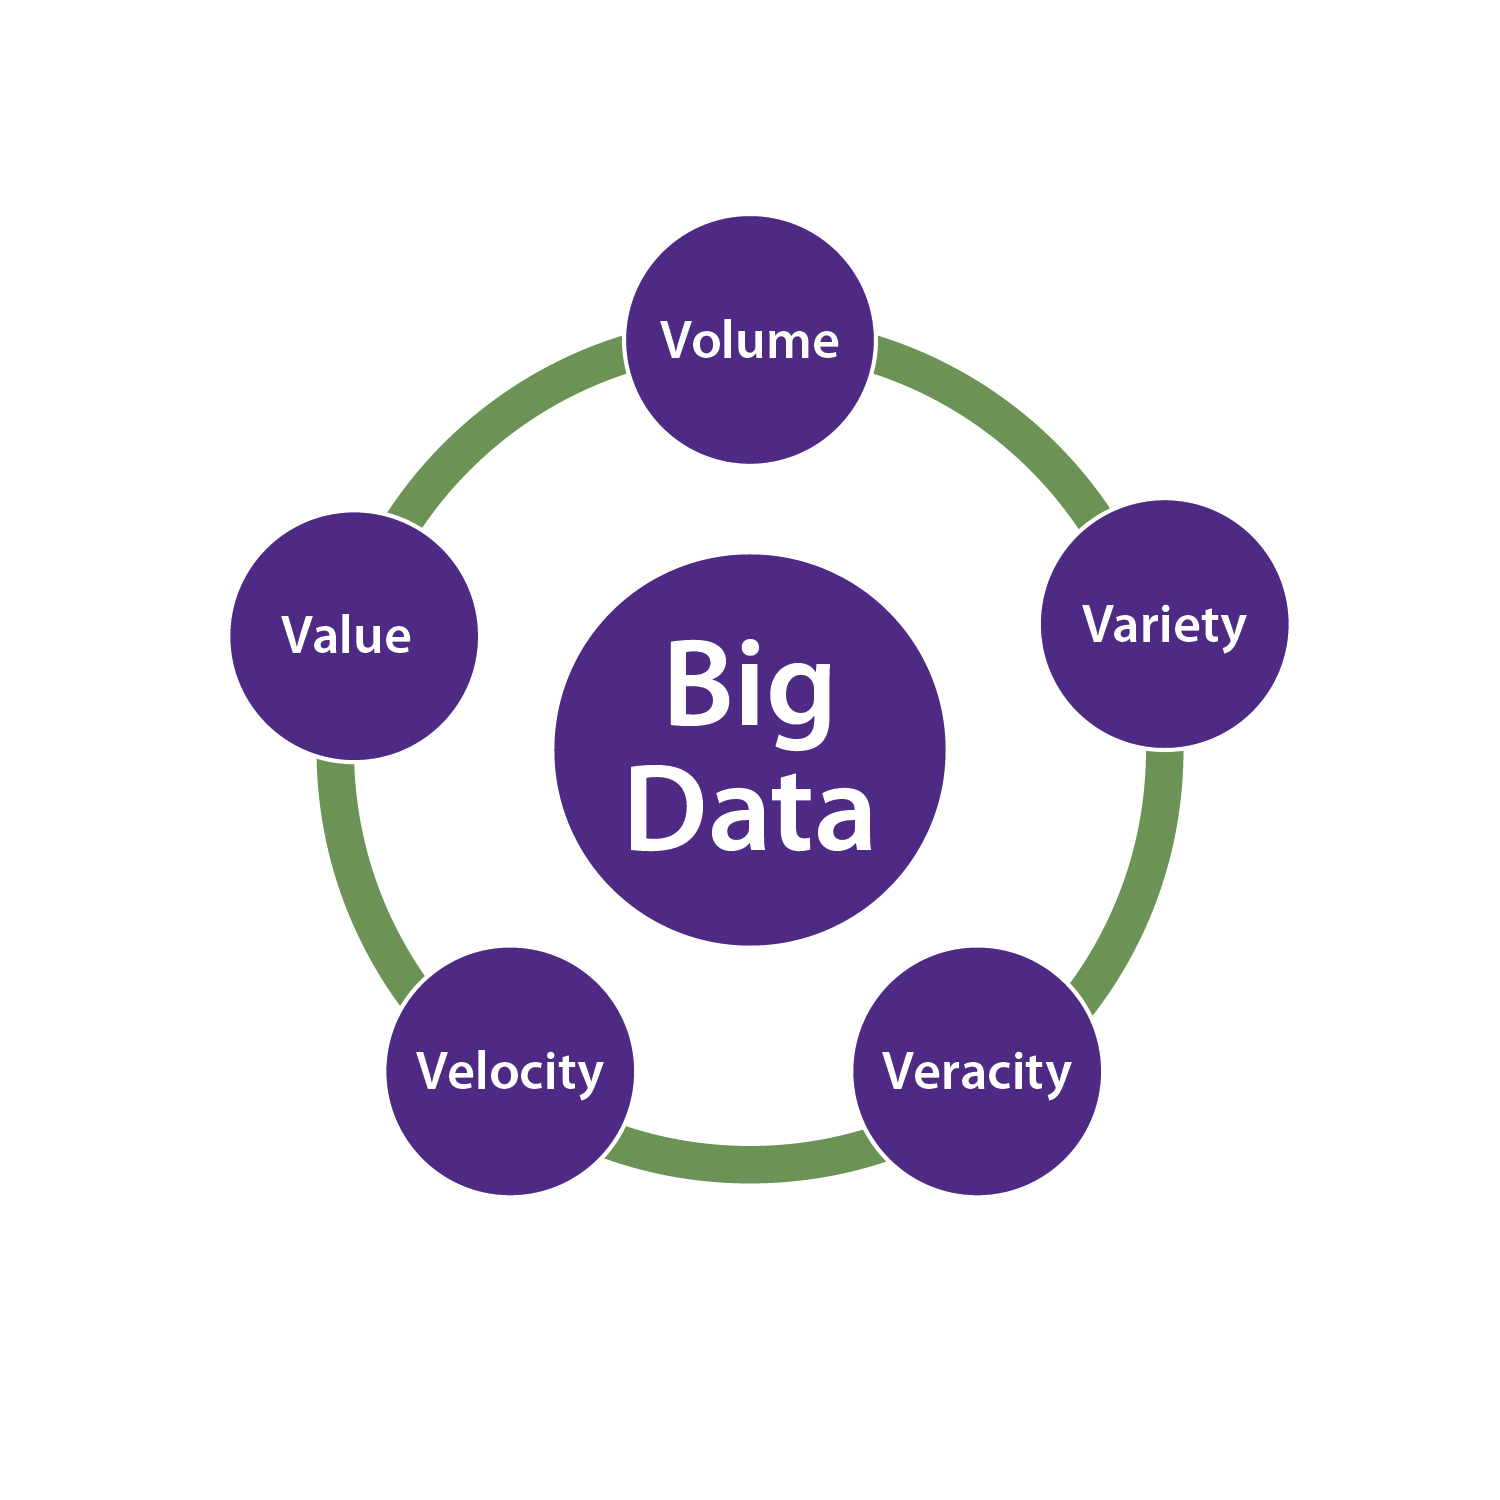 Volume
Variety
Value
Big
Data
Velocity
Veracity